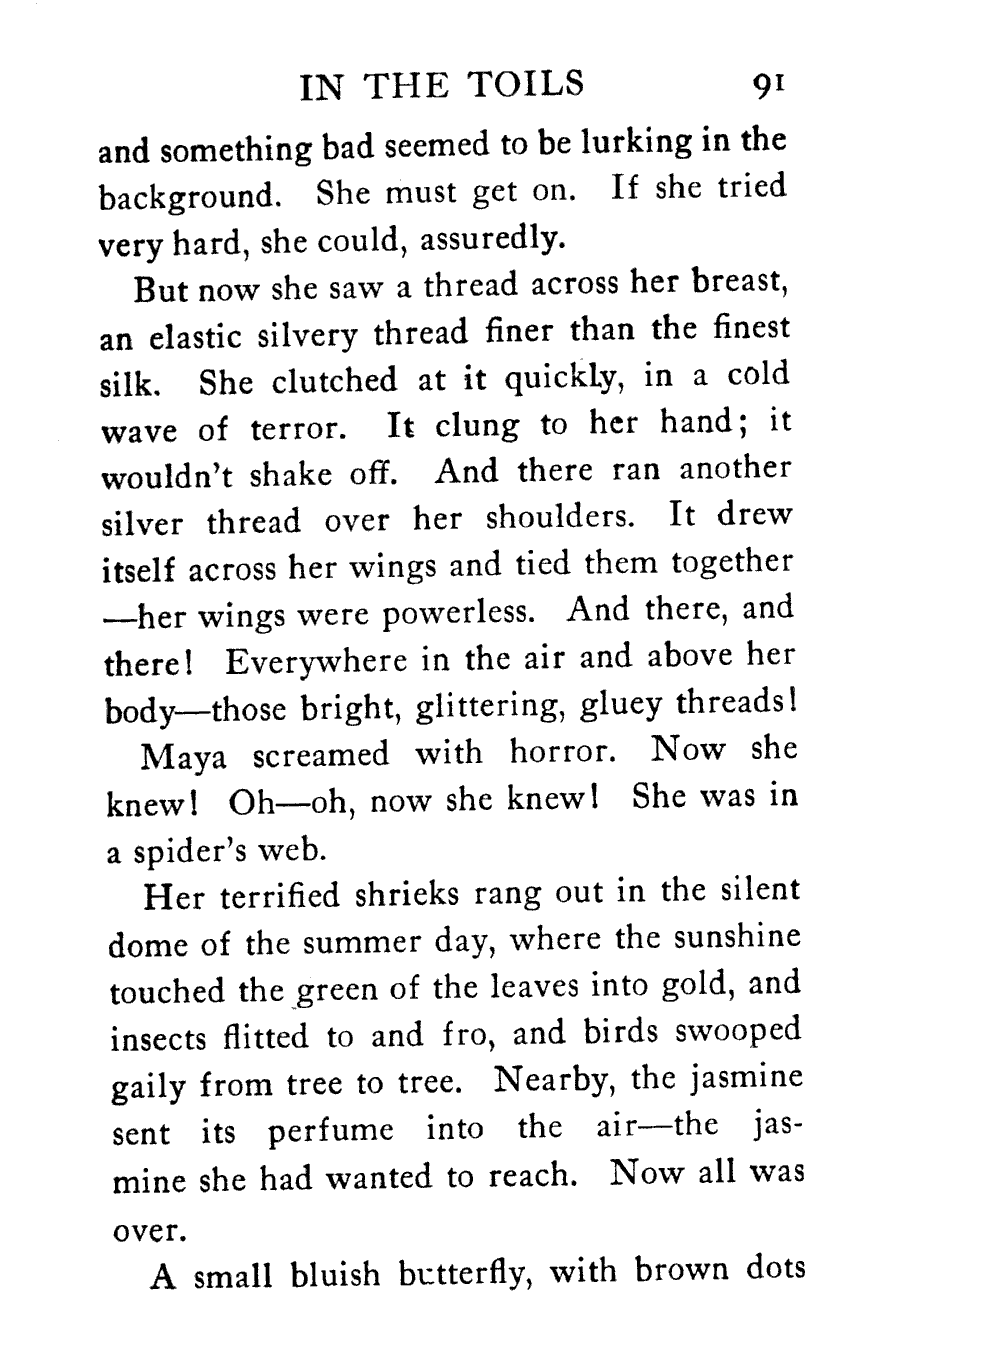 IN THE TOILS 91
and something bad seemed to be lurking in the
background. She must get on. If she tried
very hard, she could, assuredly.
But now she saw a thread across her breast,
an elastic silvery thread finer than the finest
silk. She clutched at it quickly, in a cold
wave of terror. It clung to her hand; it
wouldn't shake off. And there ran another
silver thread over her shoulders. It drew
itself across her wings and tied them together
—her wings were powerless. And there, and
there! Everywhere in the air and above her
body—those bright, glittering, gluey threads!
Maya screamed with horror. Now she
knew! Oh—oh, now she knew! She was in
a spider's web.
Her terrified shrieks rang out in the silent
dome of the summer day, where the sunshine
touched the green of the leaves into gold, and
insects flitted to and fro, and birds swooped
gaily from tree to tree. Nearby, the jasmine
sent its perfume into the air—the jas-
mine she had wanted to reach. Now all was
over.
A small bluish butterfly, with brown dots